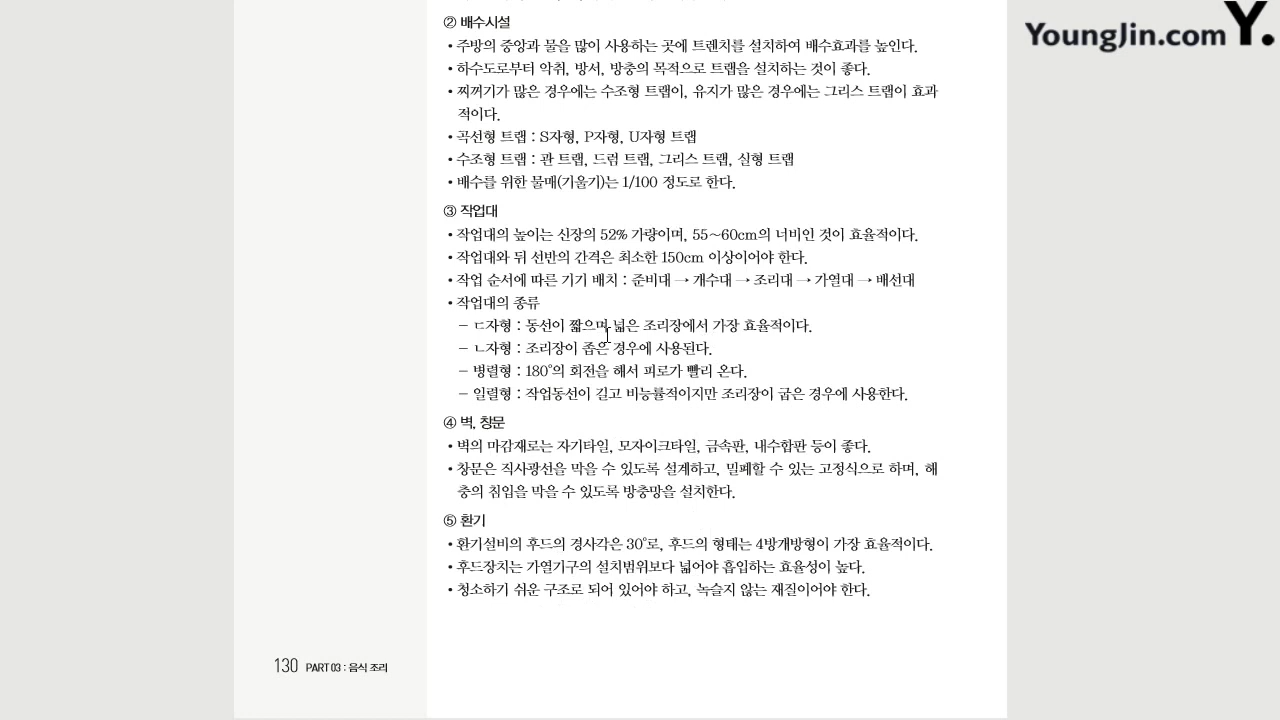 ② 배수시설
YoungJin.com Y.
• 주방의 중앙과 물을 많이 사용하는 곳에 트렌치를 설치하여 배수효과를 높인다.
• 하수도로부터 악취, 방서, 방충의 목적으로 트랩을 설치하는 것이 좋다.
• 찌꺼기가 많은 경우에는 수조형 트랩이, 유지가 많은 경우에는 그리스 트랩이 효과
적이다.
• 곡선형 트랩 : S자형, P자형, U자형 트랩
• 수조형 트랩 : 관 트랩, 드럼 트랩, 그리스 트랩, 실형 트랩
• 배수를 위한 물매(기울기)는 1/100 정도로 한다.
③ 작업대
• 작업대의 높이는 신장의 52% 가량이며, 55~60cm의 너비인 것이 효율적이다.
• 작업대와 뒤 선반의 간격은 최소한 150cm 이상이어야 한다.
• 작업 순서에 따른 기기 배치 : 준비대 → 개수대 → 조리대 → 가열대 → 배선대
• 작업대의 종류
– ㄷ자형 : 동선이 짧으며 넓은 조리장에서 가장 효율적이다.
– ㄴ자형 : 조리장이 좁은 경우에 사용된다.
– 병렬형 : 180°의 회전을 해서 피로가 빨리 온다.
– 일렬형 : 작업동선이 길고 비능률적이지만 조리장이 굽은 경우에 사용한다.
④ 벽, 창문
• 벽의 마감재로는 자기타일, 모자이크타일, 금속판, 내수합판 등이 좋다.
• 창문은 직사광선을 막을 수 있도록 설계하고, 밀폐할 수 있는 고정식으로 하며, 해
충의 침입을 막을 수 있도록 방충망을 설치한다.
⑤ 환기
• 환기설비의 후드의 경사각은 30°로, 후드의 형태는 4방개방형이 가장 효율적이다.
• 후드장치는 가열기구의 설치범위보다 넓어야 흡입하는 효율성이 높다.
• 청소하기 쉬운 구조로 되어 있어야 하고, 녹슬지 않는 재질이어야 한다.
130 PART 03 : 음식 조리